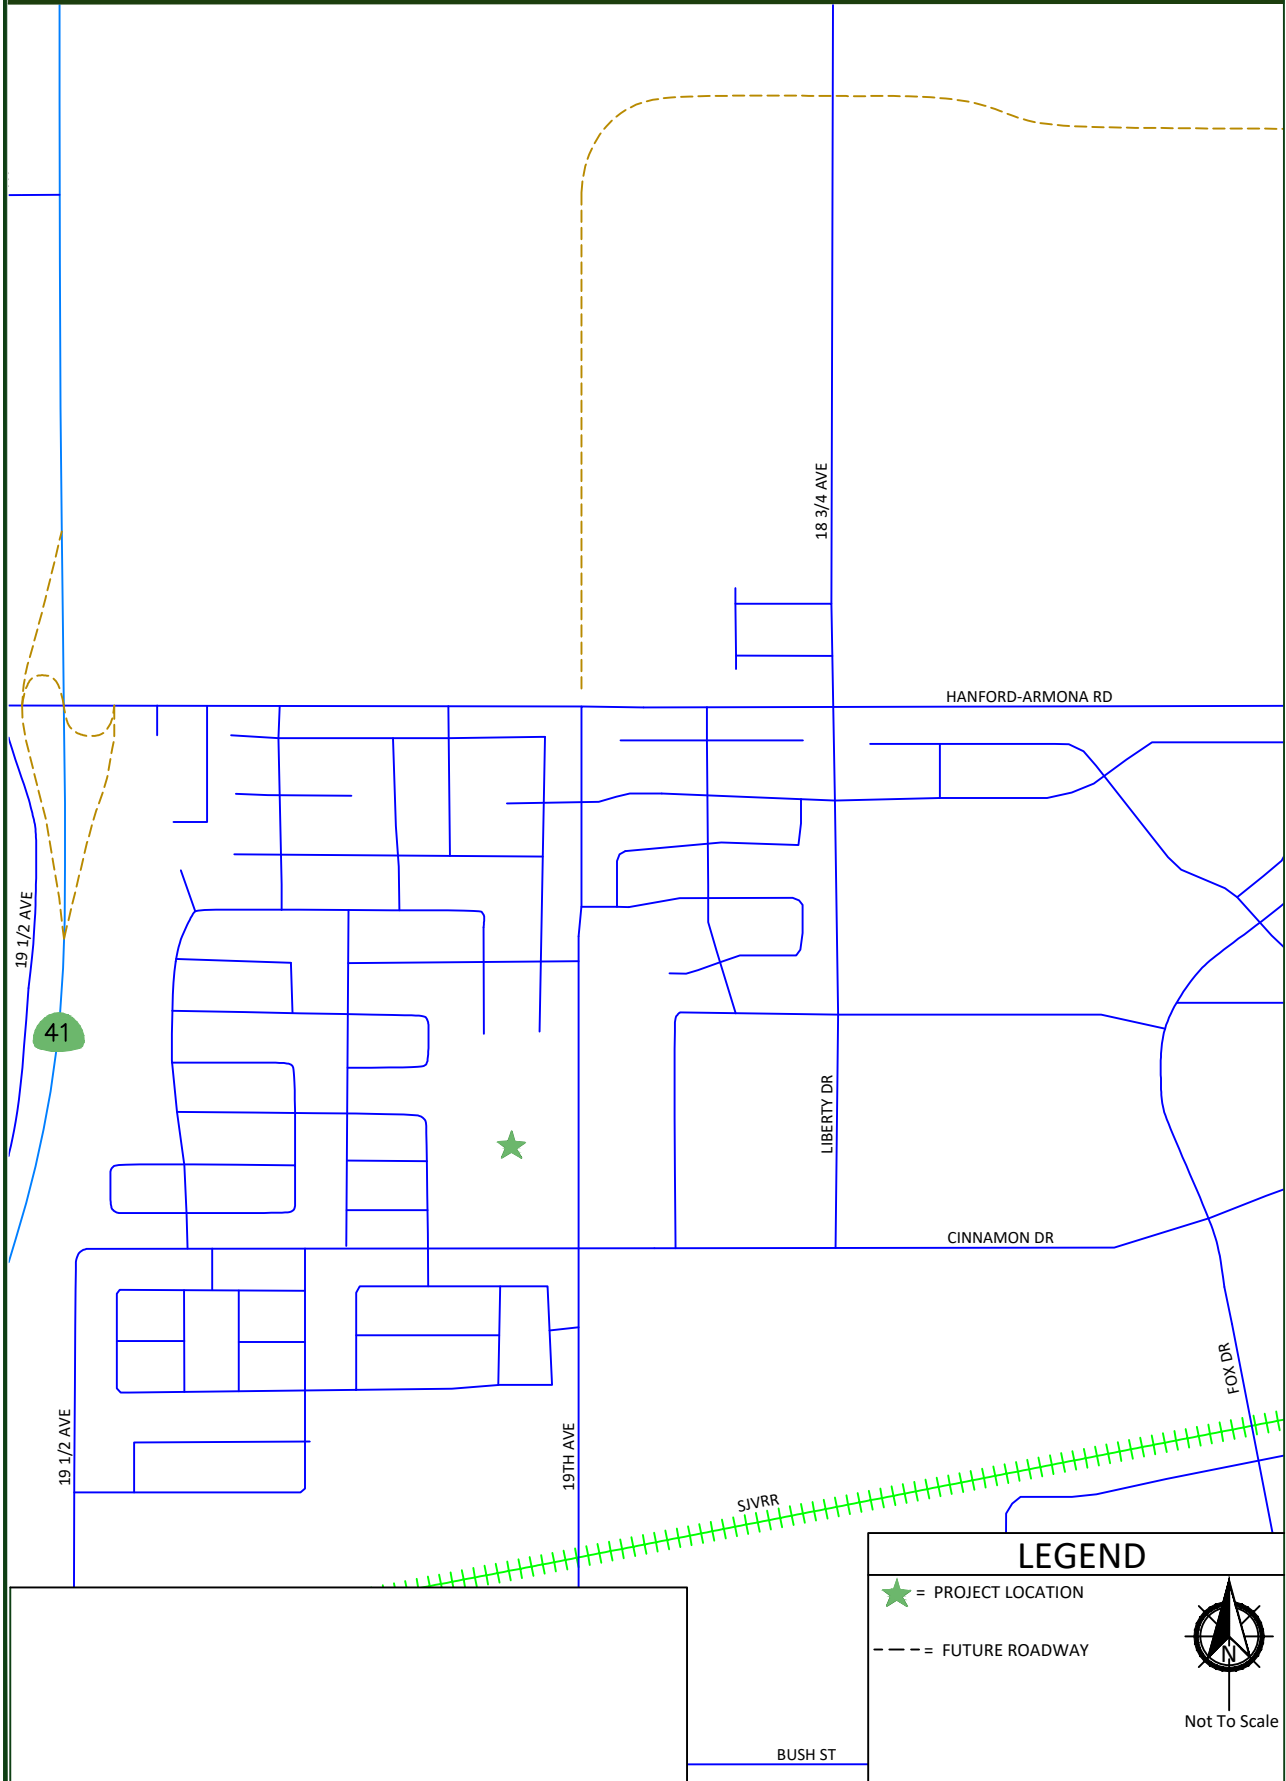 18 3/4 AVE
HANFORD-ARMONA RD
19 1/2 AVE
41
LIBERTY DR
CINNAMON DR
FOX DR
19 1/2 AVE
19TH AVE
SJVRR
LEGEND
= PROJECT LOCATION
= FUTURE ROADWAY
N
Not To Scale
BUSH ST